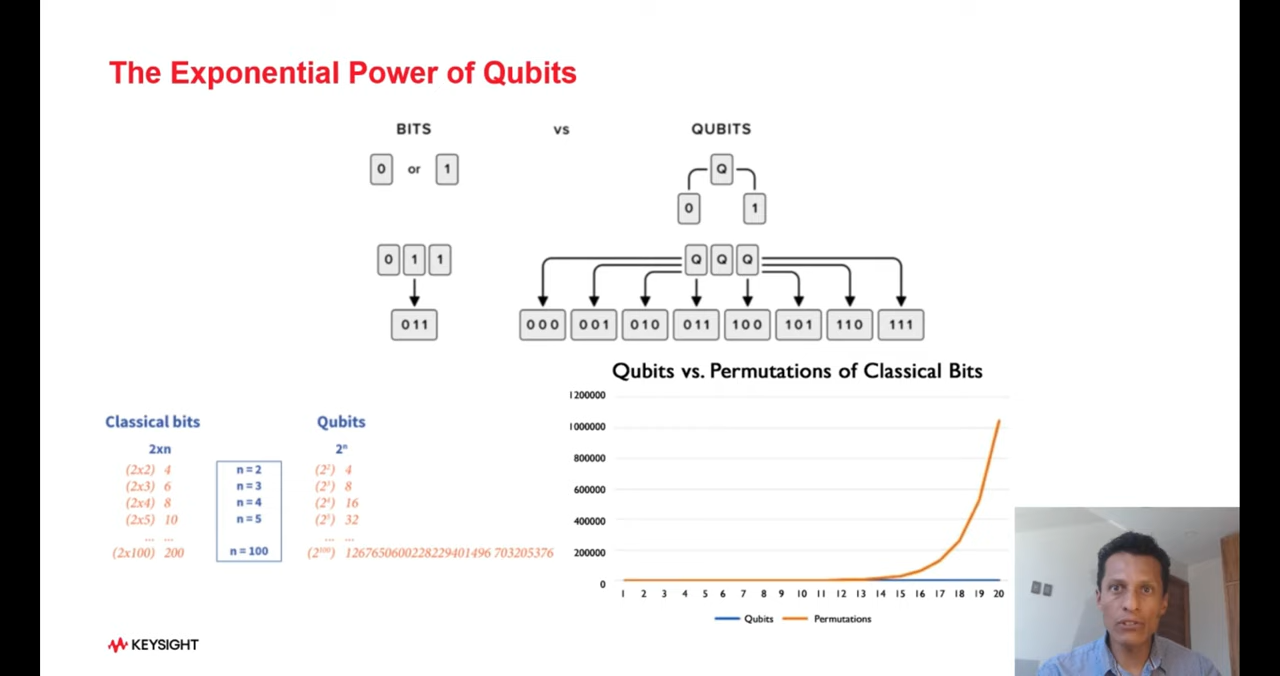 The Exponential Power of Qubits
BITS vs QUBITS
0 or 1 Q
0 1
0 1 1 Q Q Q
011 000 001 010 011 100 101 110 111
Qubits vs. Permutations of Classical Bits
1200000
1000000
800000
600000
400000
200000
0
1 2 3 4 5 6 7 8 9 10 11 12 13 14 15 16 17 18 19 20
Qubits Permutations
Classical bits Qubits
2xn 2ⁿ
(2x2) 4 n=2 (2²) 4
(2x3) 6 n=3 (2³) 8
(2x4) 8 n=4 (2⁴) 16
(2x5) 10 n=5 (2⁵) 32
... ... ... ...
(2x100) 200 n=100 (2¹⁰⁰) 1267650600228229401496 703205376
KEYSIGHT